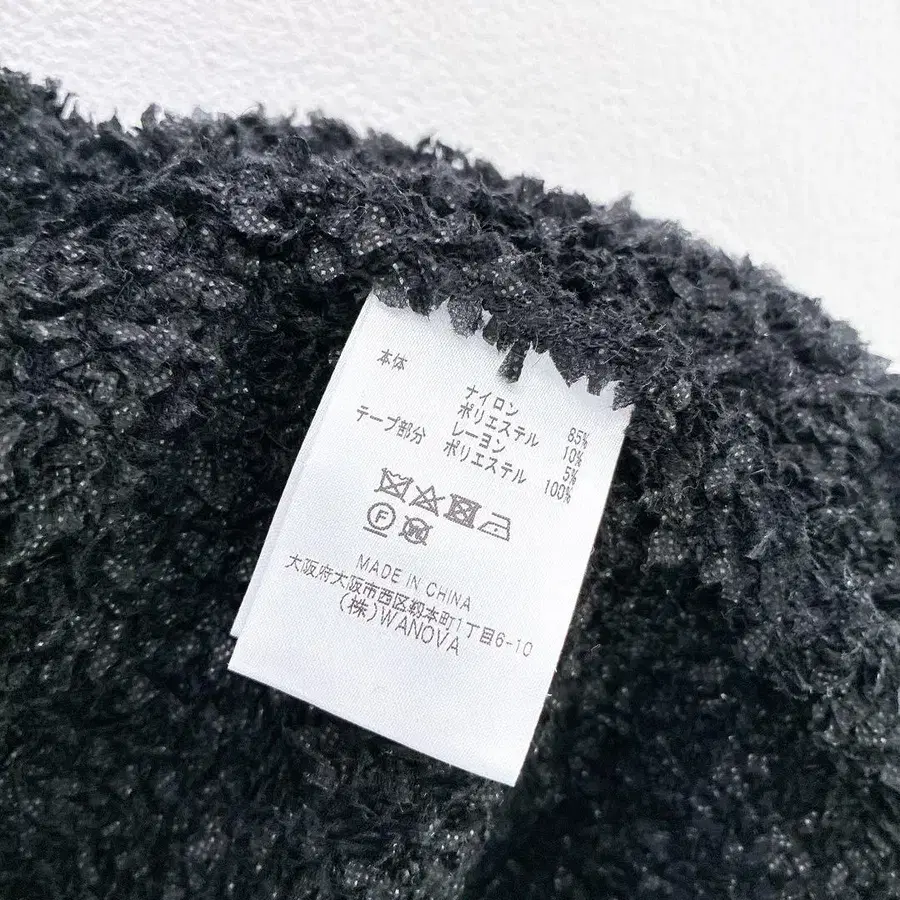 本体
ナイロン 85%
ポリエステル 10%
レーヨン 5%
テープ部分 ポリエステル 100%
F W
MADE IN CHINA
大阪府大阪市西区靱本町1丁目6-10
(株)WANOVA